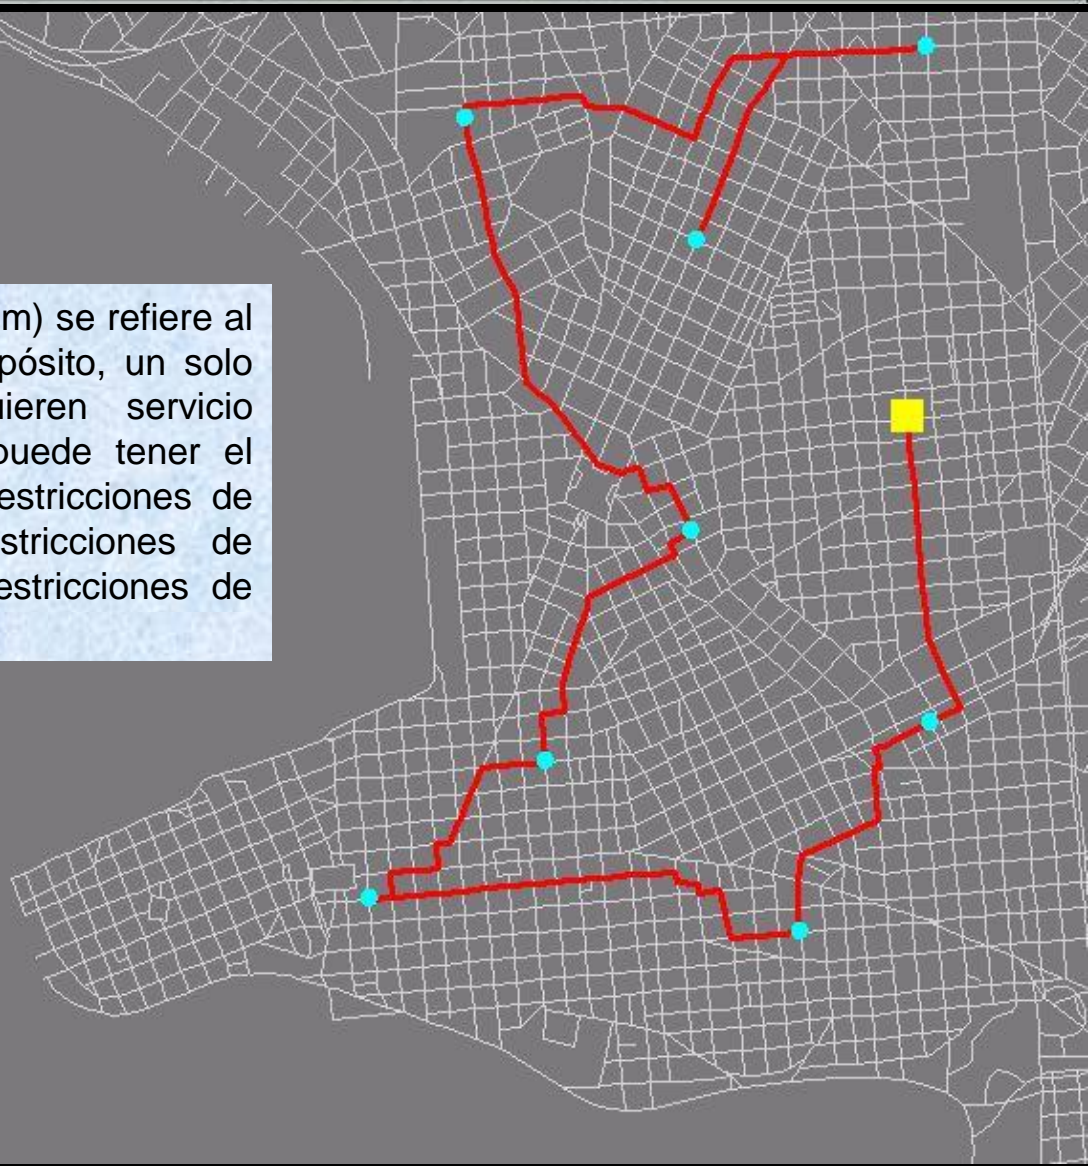 m) se refiere al
pósito, un solo
uieren servicio
puede tener el
estricciones de
stricciones de
estricciones de